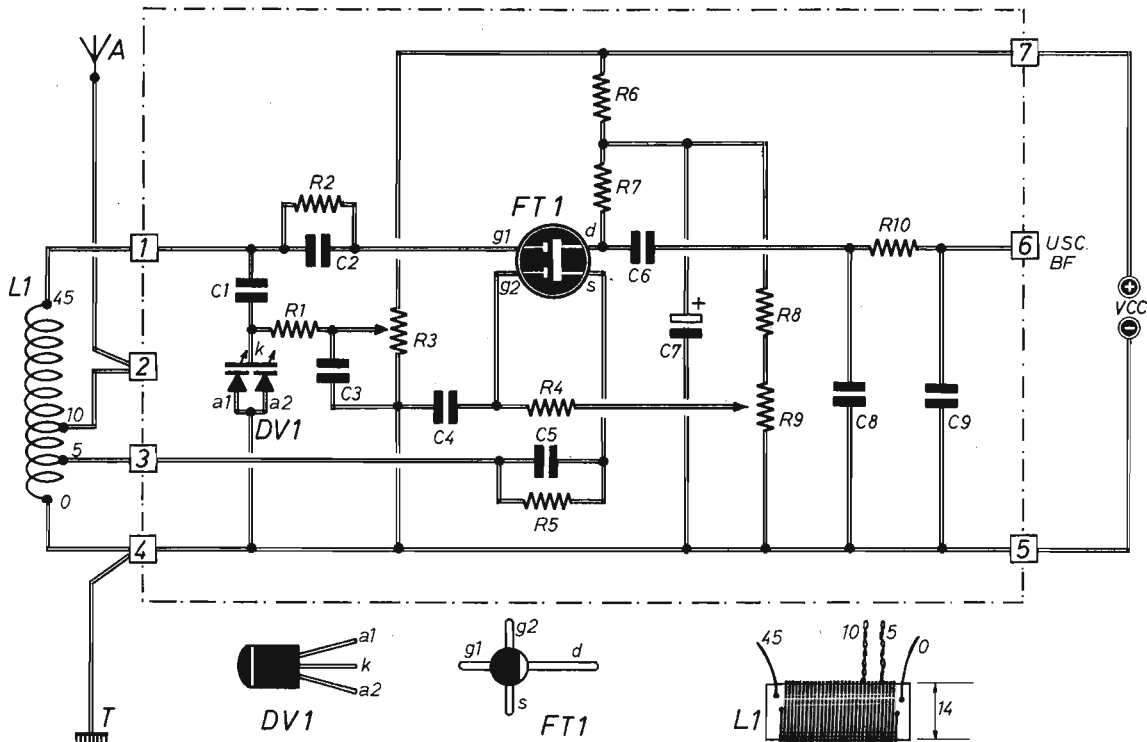 A
7
R6
R2
R7
FT1
1
g1
d
R10
6
USC.
BF
C2
C6
L1
45
g2
s
C1
R1
R3
+
R8
+
VCC
−
2
k
C3
C7
R4
a1
a2
DV1
10
C4
R9
C8
C9
5
3
C5
0
R5
4
5
T
a1
k
a2
DV1
g2
g1
d
s
FT1
45
10
5
0
L1
14